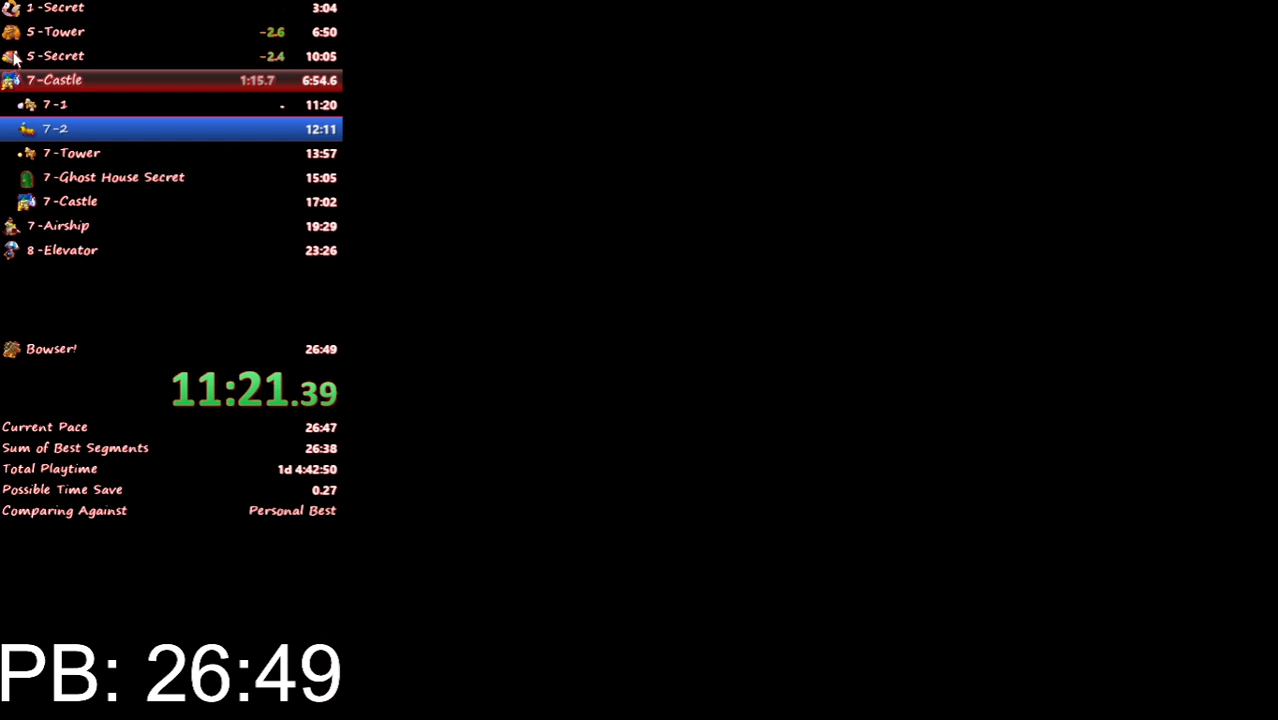 1-Secret 3:04
5-Tower -2.6 6:50
5-Secret -2.4 10:05
7-Castle 1:15.7 6:54.6
7-1 - 11:20
7-2 12:11
7-Tower 13:57
7-Ghost House Secret 15:05
7-Castle 17:02
7-Airship 19:29
8-Elevator 23:26
Bowser! 26:49
11:21.39
Current Pace 26:47
Sum of Best Segments 26:38
Total Playtime 1d 4:42:50
Possible Time Save 0.27
Comparing Against Personal Best
PB: 26:49